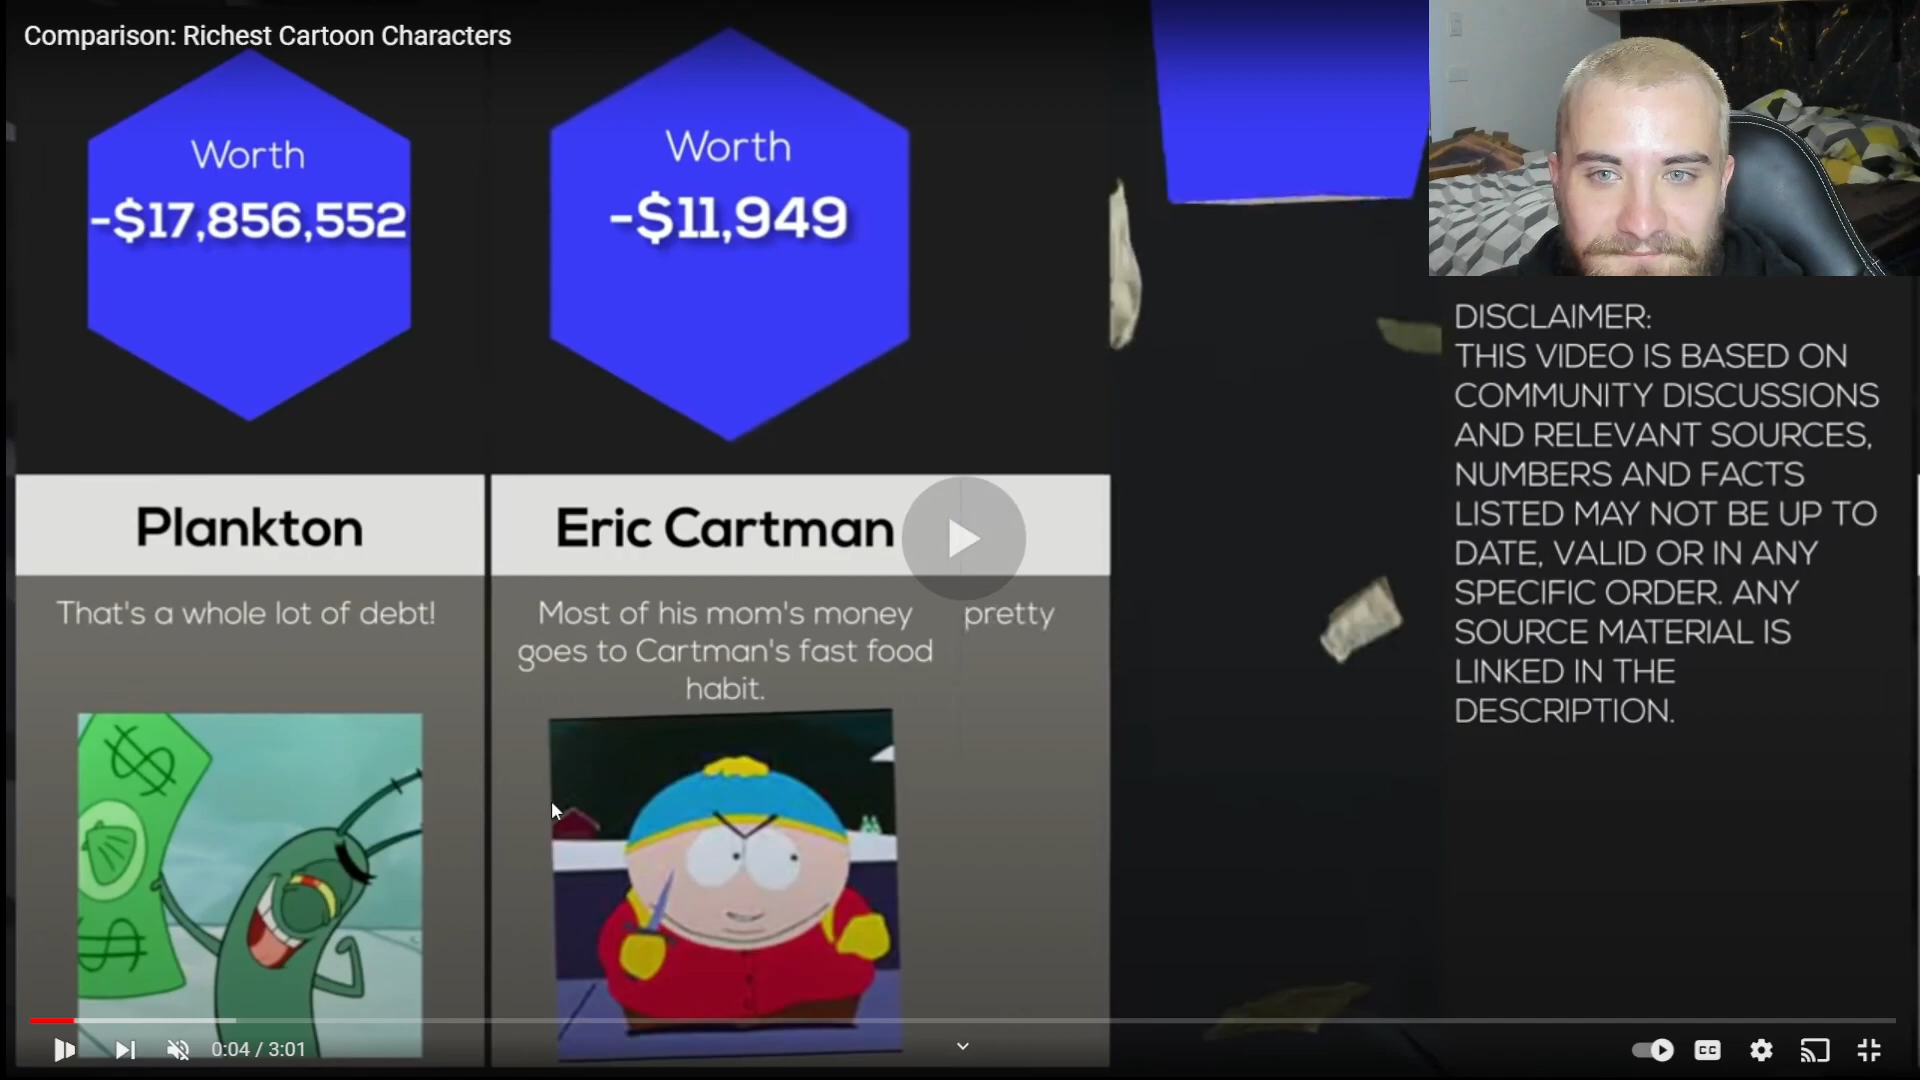 Comparison: Richest Cartoon Characters
Worth
-$17,856,552
Plankton
That's a whole lot of debt!
Worth
-$11,949
Eric Cartman
Most of his mom's money
goes to Cartman's fast food
habit.
pretty
DISCLAIMER:
THIS VIDEO IS BASED ON
COMMUNITY DISCUSSIONS
AND RELEVANT SOURCES,
NUMBERS AND FACTS
LISTED MAY NOT BE UP TO
DATE, VALID OR IN ANY
SPECIFIC ORDER. ANY
SOURCE MATERIAL IS
LINKED IN THE
DESCRIPTION.
0:04 / 3:01
CC